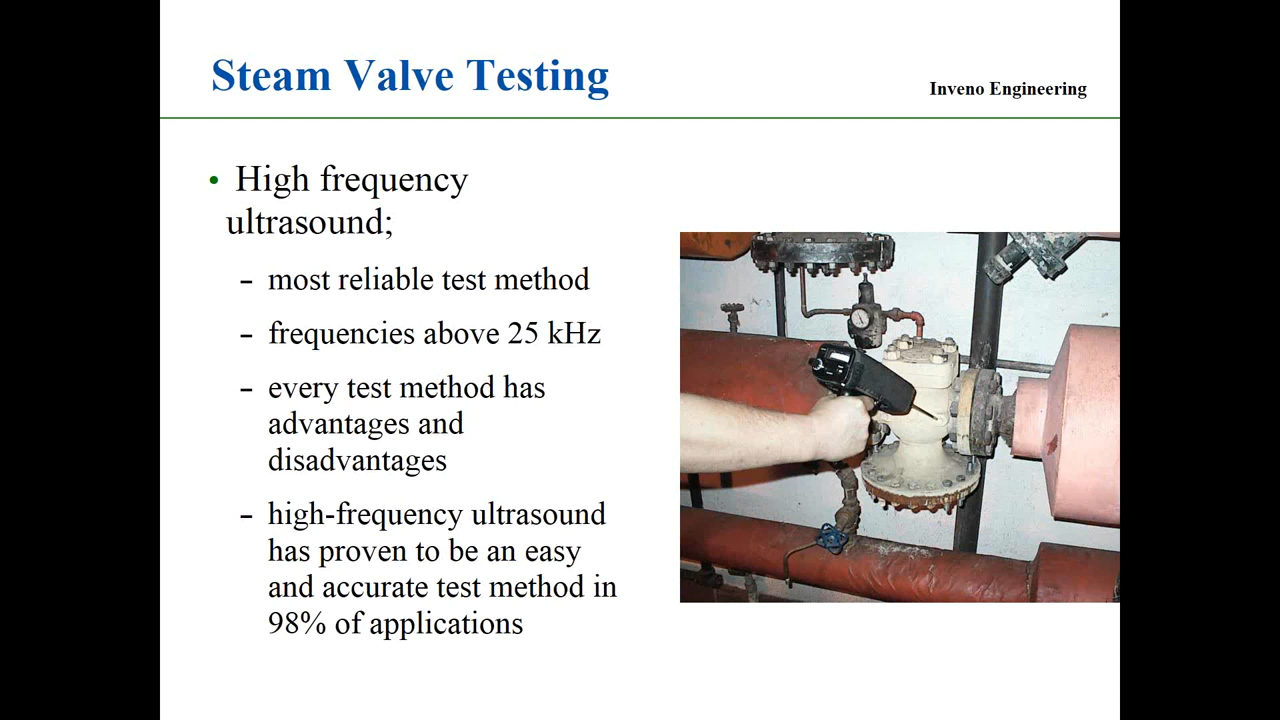 Steam Valve Testing
Inveno Engineering
• High frequency
ultrasound;
– most reliable test method
– frequencies above 25 kHz
– every test method has
advantages and
disadvantages
– high-frequency ultrasound
has proven to be an easy
and accurate test method in
98% of applications